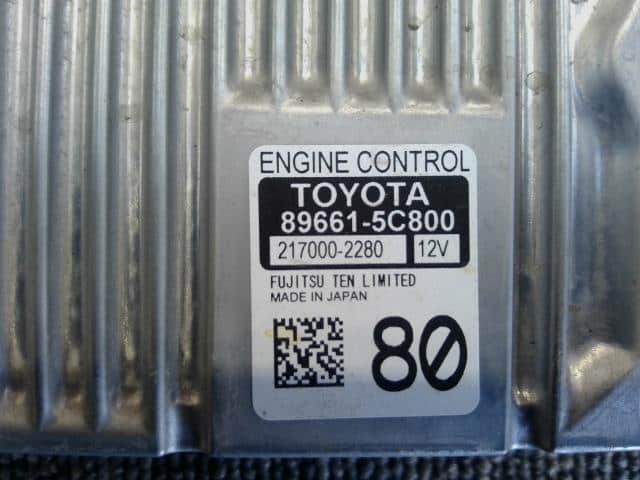 ENGINE CONTROL
TOYOTA
89661-5C800
217000-2280 12V
FUJITSU TEN LIMITED
MADE IN JAPAN
80